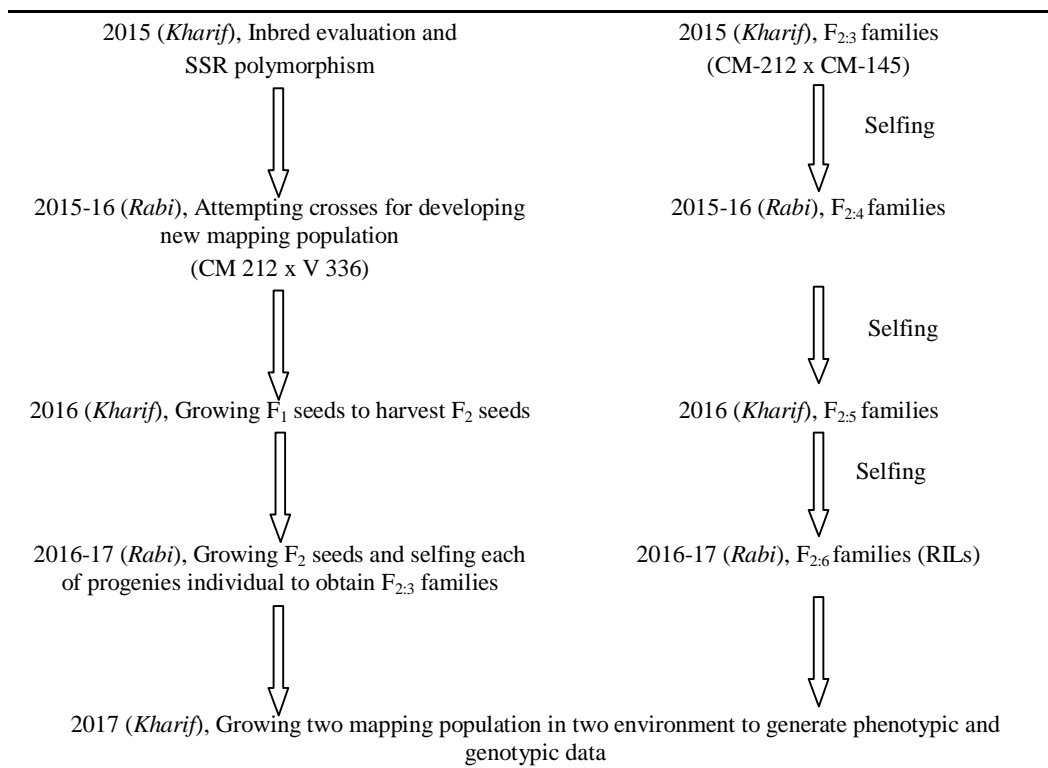 2015 (Kharif), Inbred evaluation and
SSR polymorphism
2015-16 (Rabi), Attempting crosses for developing
new mapping population
(CM 212 x V 336)
2016 (Kharif), Growing F₁ seeds to harvest F₂ seeds
2016-17 (Rabi), Growing F₂ seeds and selfing each
of progenies individual to obtain F₂:₃ families
2015 (Kharif), F₂:₃ families
(CM-212 x CM-145)
Selfing
2015-16 (Rabi), F₂:₄ families
Selfing
2016 (Kharif), F₂:₅ families
Selfing
2016-17 (Rabi), F₂:₆ families (RILs)
2017 (Kharif), Growing two mapping population in two environment to generate phenotypic and
genotypic data